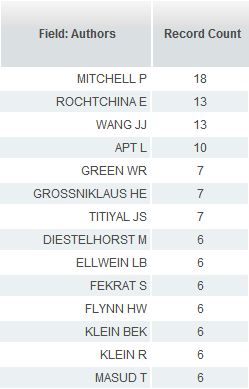 Field: Authors Record Count
MITCHELL P 18
ROCHTCHINA E 13
WANG JJ 13
APT L 10
GREEN WR 7
GROSSNIKLAUS HE 7
TITIYAL JS 7
DIESTELHORST M 6
ELLWEIN LB 6
FEKRAT S 6
FLYNN HW 6
KLEIN BEK 6
KLEIN R 6
MASUD T 6